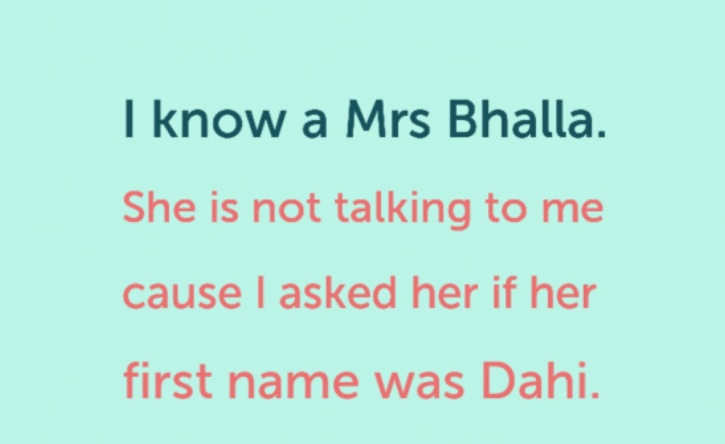 I know a Mrs Bhalla.
She is not talking to me
cause I asked her if her
first name was Dahi.